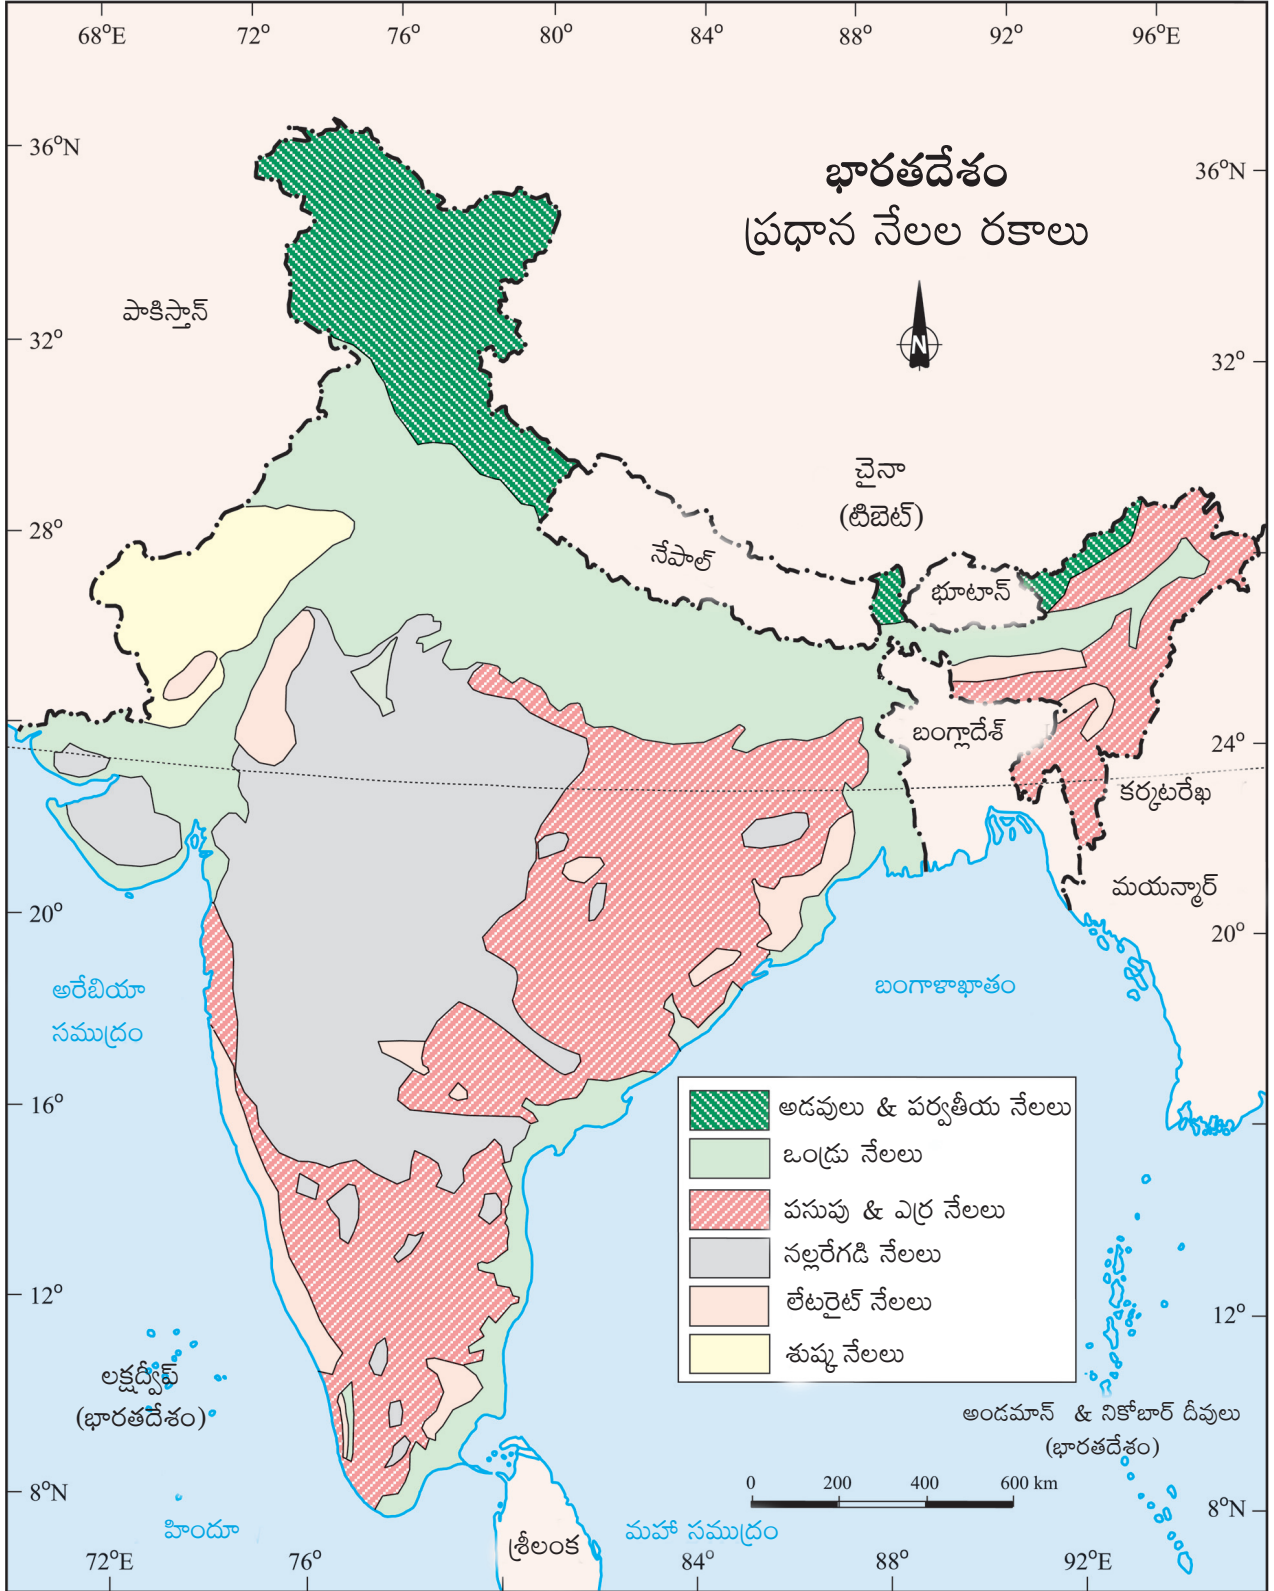 68°E 72° 76° 80° 84° 88° 92° 96°E
36°N
36°N
భారతదేశం
ప్రధాన నేలల రకాలు
పాకిస్తాన్
N
32°
32°
చైనా
(టిబెట్)
28°
నేపాల్
భూటాన్
బంగ్లాదేశ్
24°
కర్కటరేఖ
మయన్మార్
20°
20°
అరేబియా
సముద్రం
బంగాళాఖాతం
16°
అడవులు & పర్వతీయ నేలలు
ఒండ్రు నేలలు
పసుపు & ఎర్ర నేలలు
నల్లరేగడి నేలలు
లేటరైట్ నేలలు
శుష్క నేలలు
12°
12°
లక్షద్వీప్
(భారతదేశం)
అండమాన్ & నికోబార్ దీవులు
(భారతదేశం)
0 200 400 600 km
8°N
8°N
హిందూ
మహా సముద్రం
శ్రీలంక
72°E 76° 84° 88° 92°E